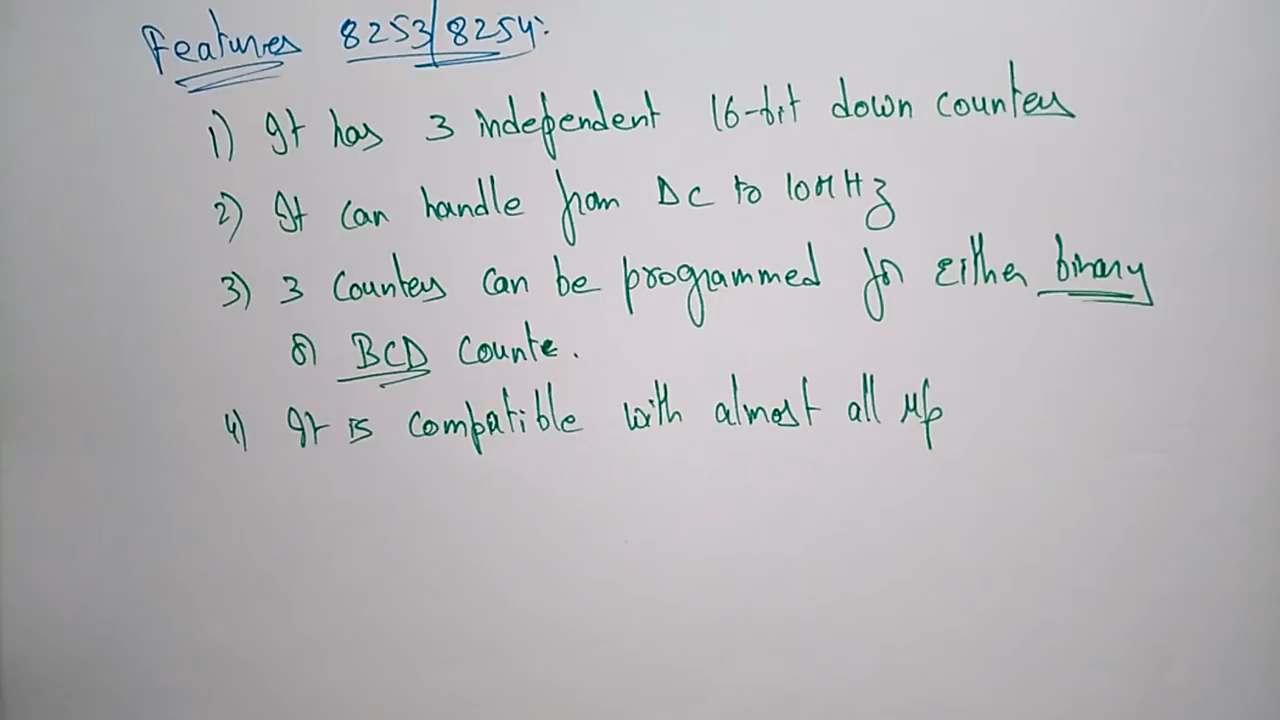 Features 8253/8254:
1) It has 3 independent 16-bit down counters
2) It can handle from DC to 10MHz
3) 3 Counters can be programmed for either binary
or BCD counte.
4) It is compatible with almost all μp